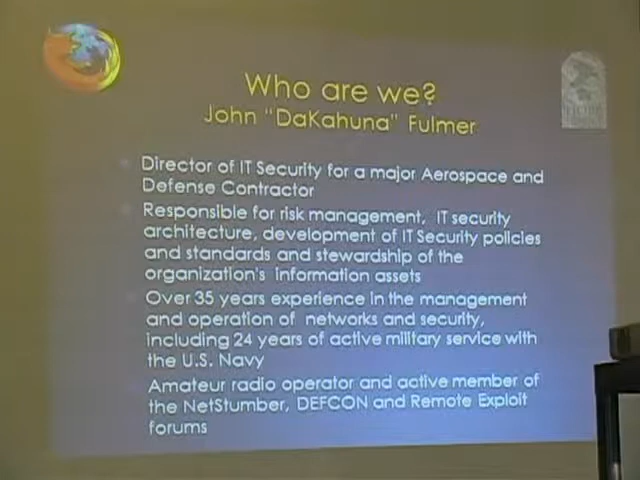 Who are we?
John "DaKahuna" Fulmer
Director of IT Security for a major Aerospace and
Defense Contractor
Responsible for risk management, IT security
architecture, development of IT Security policies
and standards and stewardship of the
organization's information assets
Over 35 years experience in the management
and operation of networks and security,
including 24 years of active military service with
the U.S. Navy
Amateur radio operator and active member of
the NetStumber, DEFCON and Remote Exploit
forums